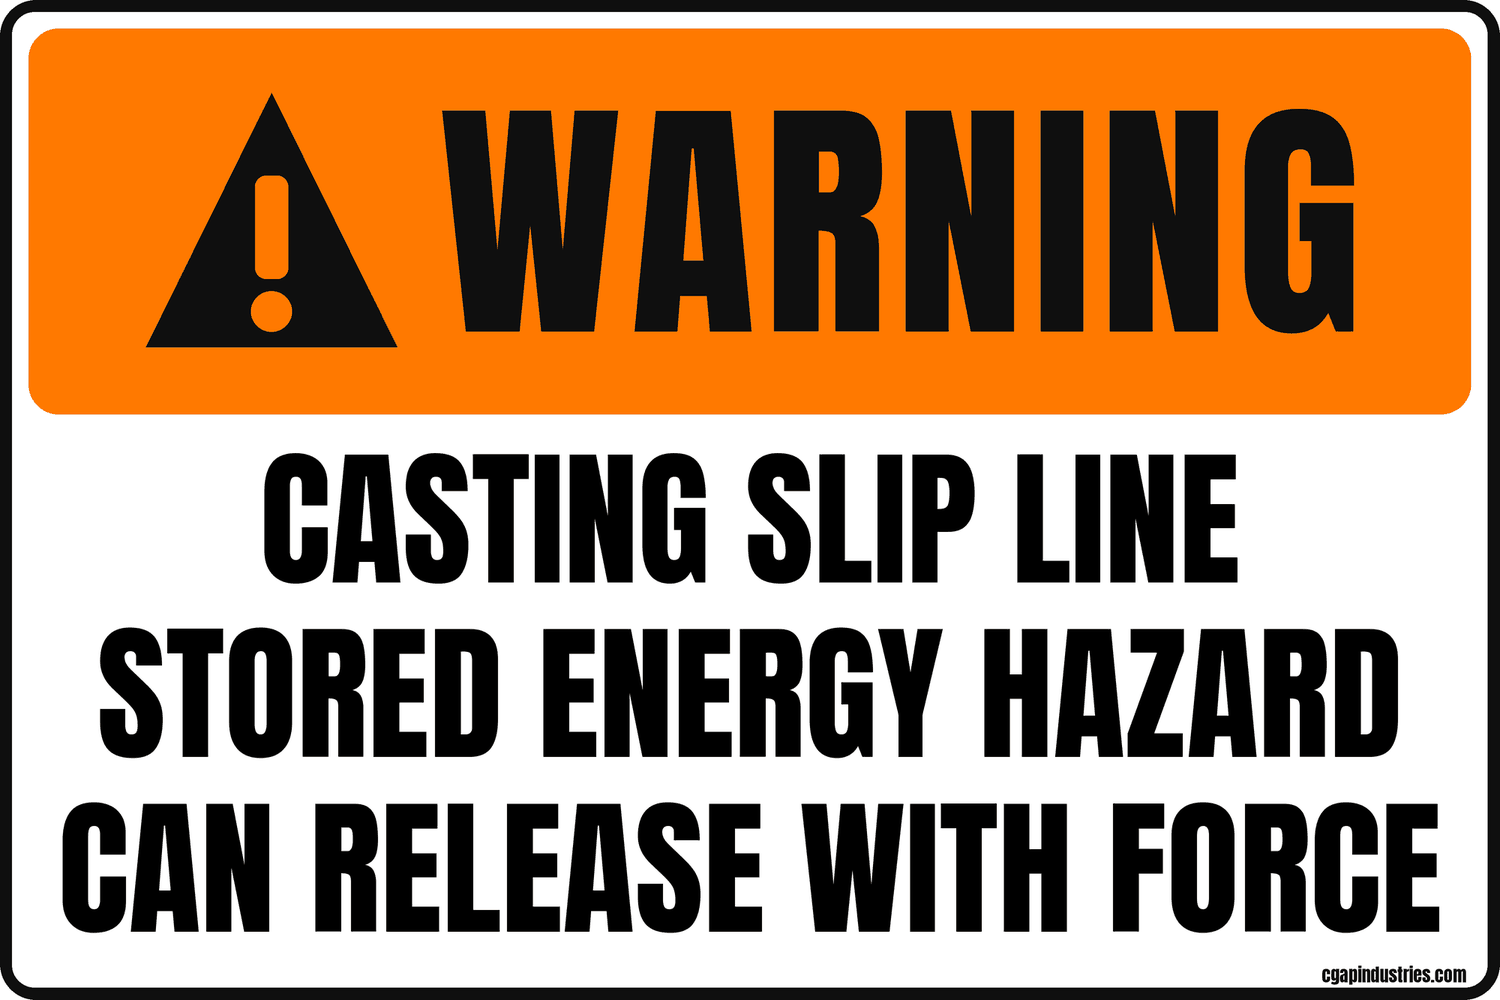 WARNING
CASTING SLIP LINE
STORED ENERGY HAZARD
CAN RELEASE WITH FORCE
cgapindustries.com